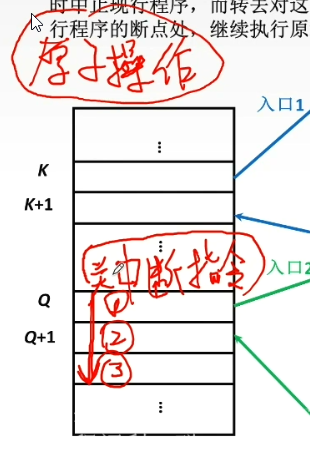 时中止现行程序，而转去对这
行程序的断点处，继续执行原
原子操作
入口1
⋮
K
K+1
⋮
关中断指令
入口2
Q
①
Q+1
②
③
⋮